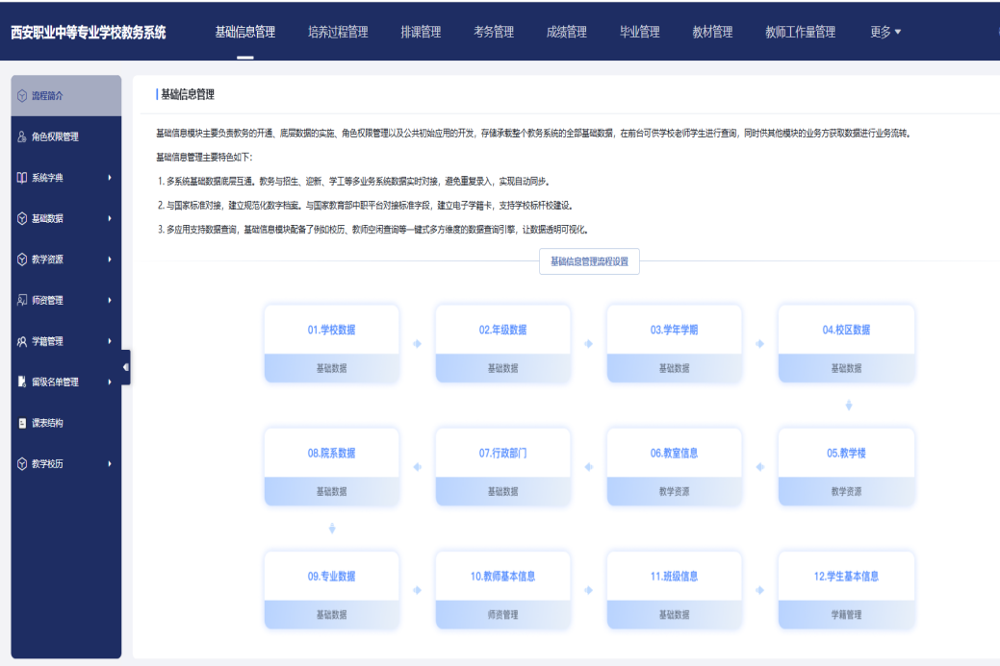 西安职业中等专业学校教务系统
基础信息管理 培养过程管理 排课管理 考务管理 成绩管理 毕业管理 教材管理 教师工作量管理 更多
流程简介
角色权限管理
系统字典
基础数据
教学资源
师资管理
学籍管理
留级名单管理
课表结构
教学校历
基础信息管理
基础信息模块主要负责教务的开通、底层数据的实施、角色权限管理以及公共初始应用的开发，存储承载整个教务系统的全部基础数据，在前台可供学校老师学生进行查询，同时供其他模块的业务方获取数据进行业务流转。
基础信息管理主要特色如下：
1. 多系统基础数据底层互通。教务与招生、迎新、学工等多业务系统数据实时对接，避免重复录入，实现自动同步。
2. 与国家标准对接，建立规范化数字档案。与国家教育部中职平台对接标准字段，建立电子学籍卡，支持学校标杆校建设。
3. 多应用支持数据查询，基础信息模块配备了例如校历、教师空闲查询等一键式多方维度的数据查询引擎，让数据透明可视化。
基础信息管理流程设置
01.学校数据
基础数据
02.年级数据
基础数据
03.学年学期
基础数据
04.校区数据
基础数据
08.院系数据
基础数据
07.行政部门
基础数据
06.教室信息
教学资源
05.教学楼
教学资源
09.专业数据
基础数据
10.教师基本信息
师资管理
11.班级信息
基础数据
12.学生基本信息
学籍管理